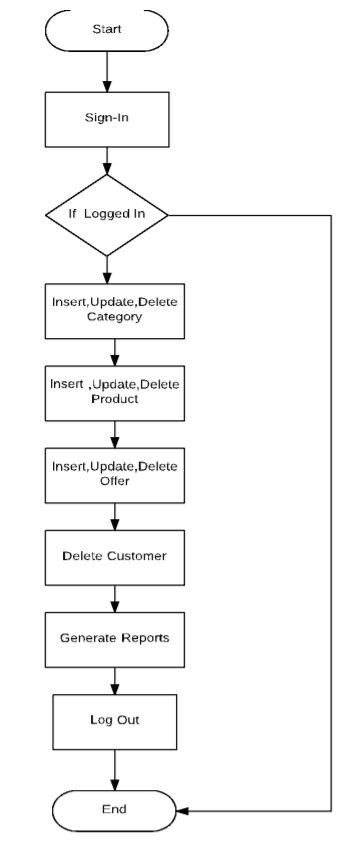 Start
Sign-In
If Logged In
Insert,Update,Delete
Category
Insert ,Update,Delete
Product
Insert,Update,Delete
Offer
Delete Customer
Generate Reports
Log Out
End